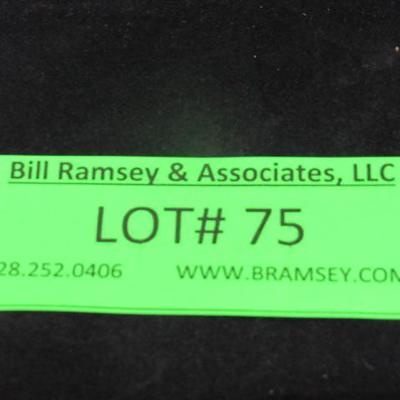 Bill Ramsey & Associates, LLC
LOT# 75
28.252.0406 WWW.BRAMSEY.COM